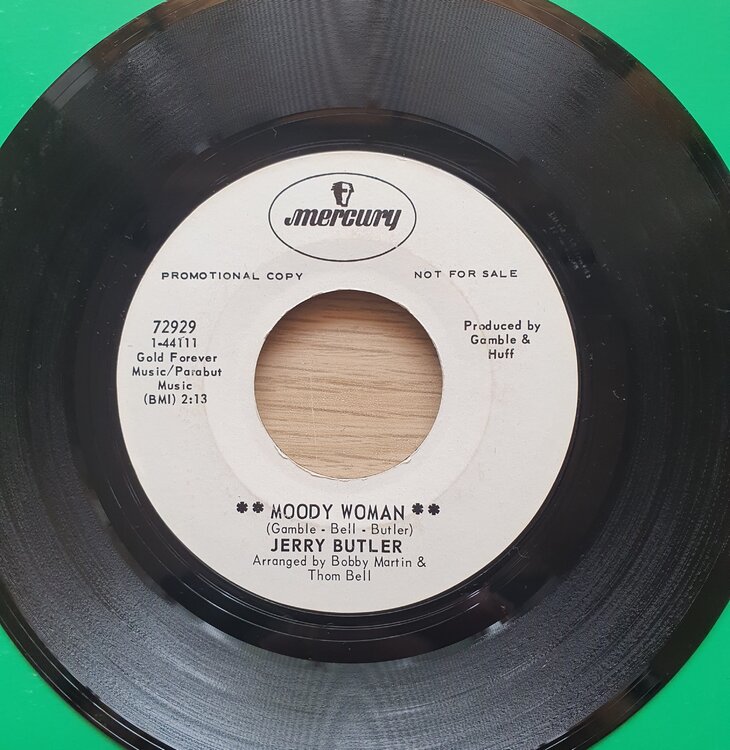 mercury
PROMOTIONAL COPY NOT FOR SALE
72929
1-44111
Gold Forever
Music/Parabut
Music
(BMI) 2:13
Produced by
Gamble &
Huff
** MOODY WOMAN **
(Gamble - Bell - Butler)
JERRY BUTLER
Arranged by Bobby Martin &
Thom Bell